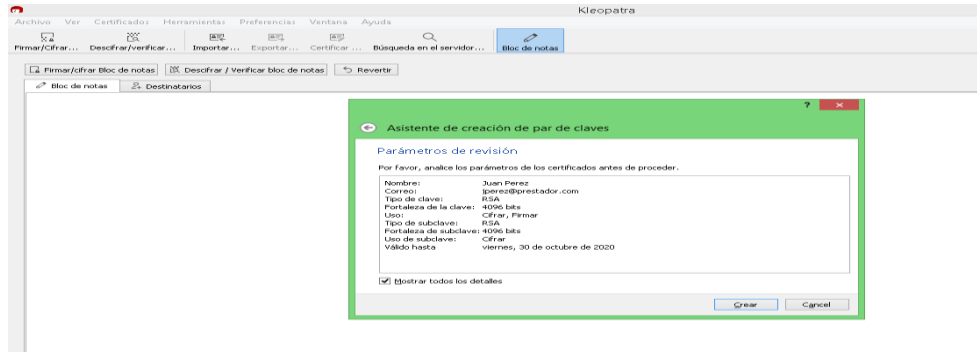 Kleopatra
Archivo Ver Certificados Herramientas Preferencias Ventana Ayuda
Firmar/Cifrar... Descifrar/verificar... Importar... Exportar... Certificar ... Búsqueda en el servidor... Bloc de notas
Firmar/cifrar Bloc de notas Descifrar / Verificar bloc de notas Revertir
Bloc de notas Destinatarios
? ×
Asistente de creación de par de claves
Parámetros de revisión
Por favor, analice los parámetros de los certificados antes de proceder.
Nombre: Juan Perez
Correo: jperez@prestador.com
Tipo de clave: RSA
Fortaleza de la clave: 4096 bits
Uso: Cifrar, Firmar
Tipo de subclave: RSA
Fortaleza de subclave: 4096 bits
Uso de subclave: Cifrar
Válido hasta viernes, 30 de octubre de 2020
Mostrar todos los detalles
Crear Cancel